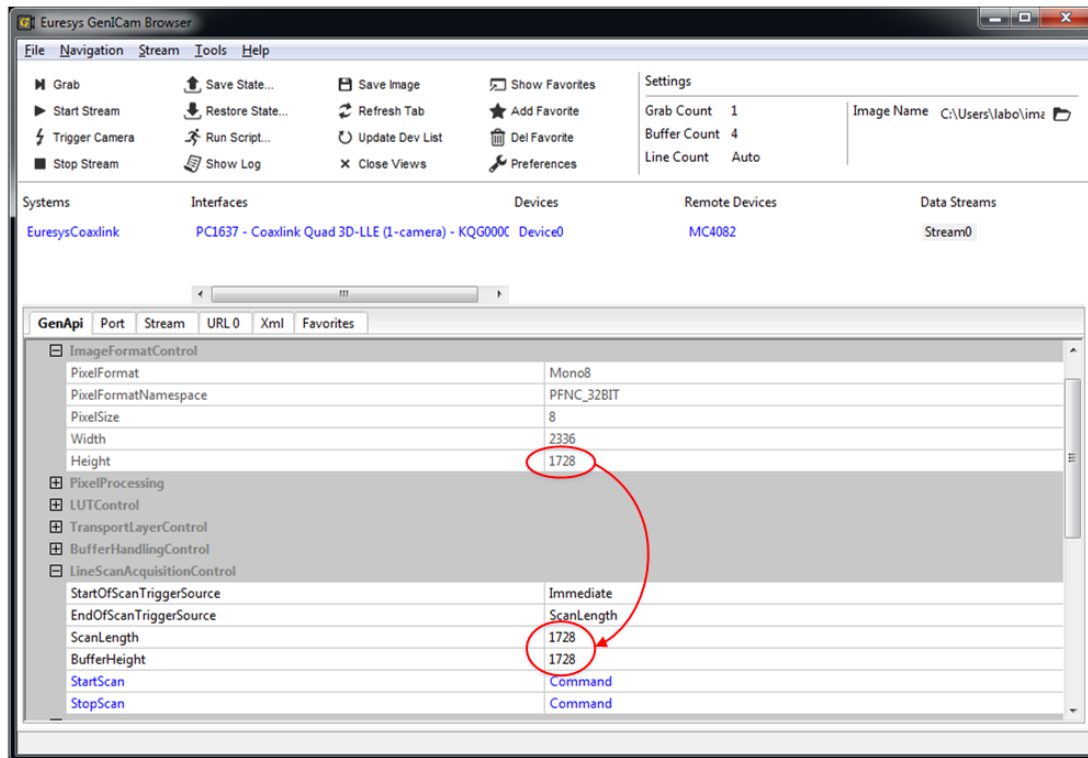 Euresys GenICam Browser
File Navigation Stream Tools Help
Grab Save State... Save Image Show Favorites Settings
Start Stream Restore State... Refresh Tab Add Favorite Grab Count 1 Image Name C:\Users\labo\ima
Trigger Camera Run Script... Update Dev List Del Favorite Buffer Count 4
Stop Stream Show Log Close Views Preferences Line Count Auto
Systems Interfaces Devices Remote Devices Data Streams
EuresysCoaxlink PC1637 - Coaxlink Quad 3D-LLE (1-camera) - KQG0000 Device0 MC4082 Stream0
GenApi Port Stream URL 0 Xml Favorites
ImageFormatControl
PixelFormat Mono8
PixelFormatNamespace PFNC_32BIT
PixelSize 8
Width 2336
Height 1728
PixelProcessing
LUTControl
TransportLayerControl
BufferHandlingControl
LineScanAcquisitionControl
StartOfScanTriggerSource Immediate
EndOfScanTriggerSource ScanLength
ScanLength 1728
BufferHeight 1728
StartScan Command
StopScan Command